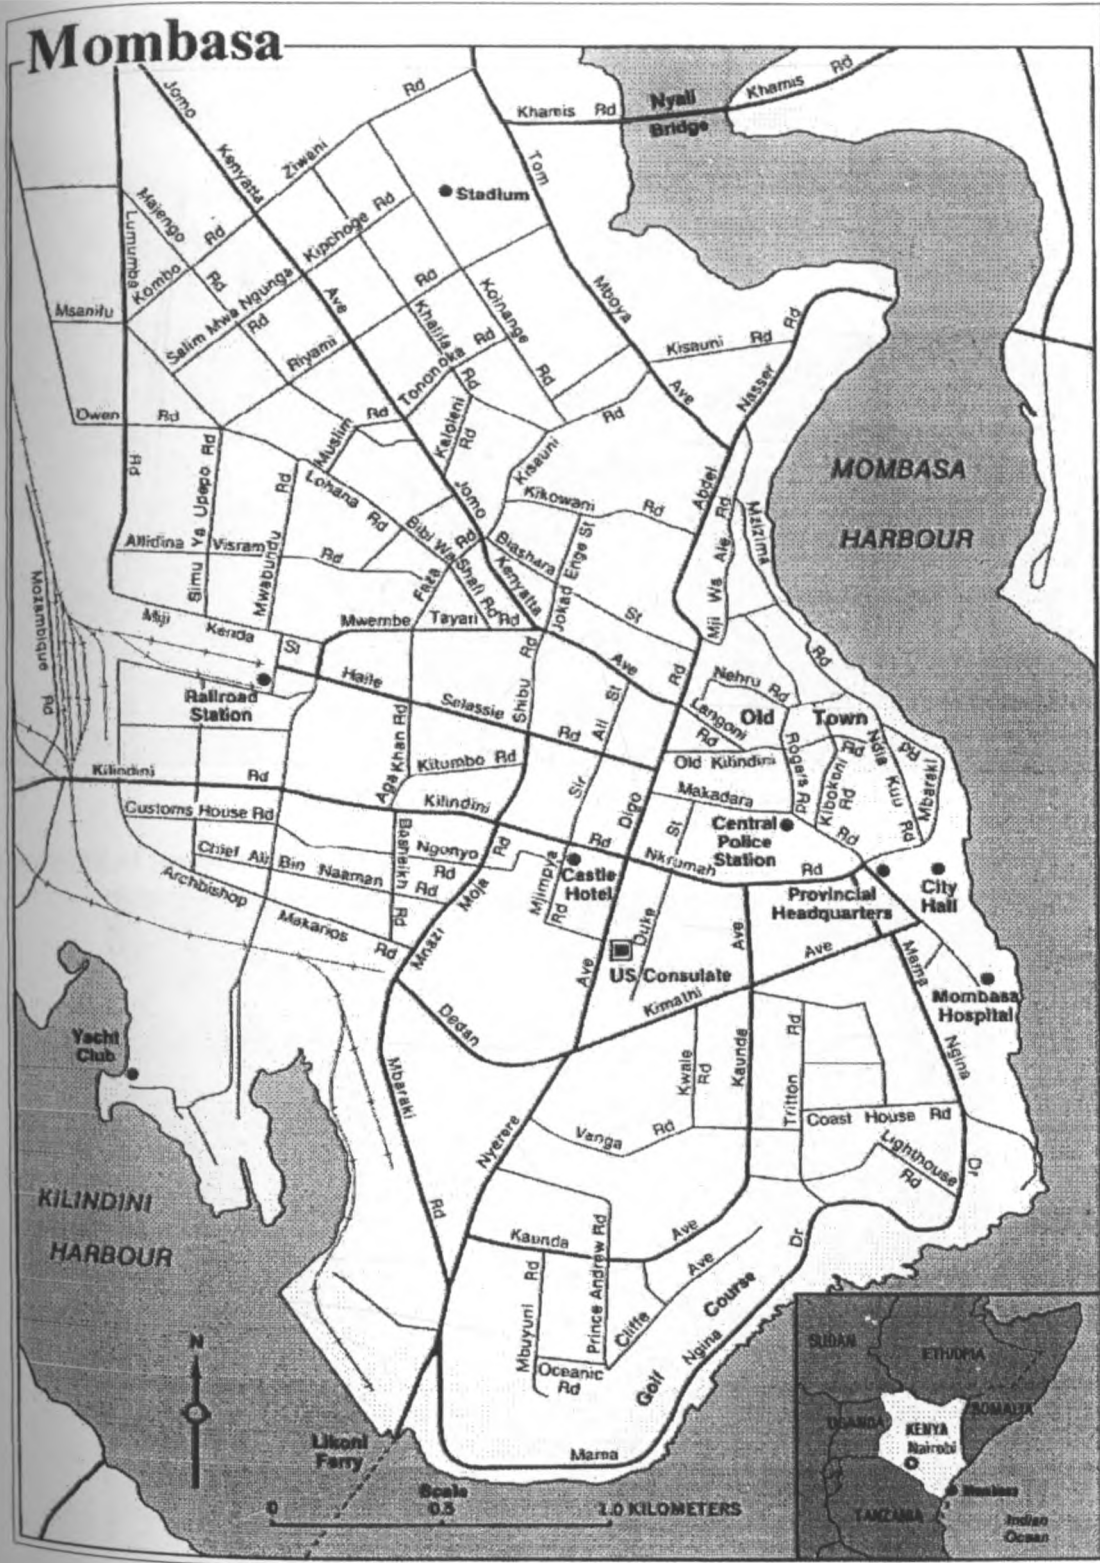 Mombasa
Jomo
Kenyatta
Ave
Ziwani
Rd
Khamis Rd
Nyali
Bridge
Khamis Rd
Tom
Mboya
Ave
Stadium
Majengo
Rd
Lumumba
Rd
Kombo
Rd
Salim Mwa Ngunga
Rd
Kipchoge Rd
Riyami
Rd
Khalifa
Rd
Koinange
Rd
Msanifu
Tononoka Rd
Kisauni Rd
Nasser
Rd
Abdel
Owen Rd
Muslim
Rd
Kaloleni
Rd
Kisauni
Rd
Lohana Rd
Simu Ya Upepo Rd
Mwabundu
Rd
Kikowani
Rd
MOMBASA
HARBOUR
Allidina Visram
Rd
Bibi Wa Shafi Rd
Faza
Rd
Jomo
Kenyatta
Ave
Biashara
St
Jokad Enge St
Mji Wa Ale Rd
Mzizima
Rd
Mozambique
Rd
Miji Kenda
St
Mwembe Tayari Rd
Railroad
Station
Haile Selassie Rd
Aga Khan Rd
Shibu
Rd
Sir
Ali
St
Digo
Rd
Nehru Rd
Langoni
Rd
Old Town
Kilindini
Rd
Kitumbo Rd
Old Kilindini
Rd
Rogars Rd
Kibokoni
Rd
Ndia Kuu
Rd
Mbaraki
Rd
Customs House Rd
Kilindini
Rd
Makadara
Rd
Central
Police
Station
Chief Ali Bin Naaman
Rd
Bashaikh
Rd
Ngonyo
Rd
Mnazi
Moja
Rd
Mjimpya
Rd
Castle
Hotel
Nkrumah
Rd
St
Duke
Provincial
Headquarters
City
Hall
Archbishop
Makarios
Rd
Ave
US Consulate
Ave
Dedan
Kimathi
Ave
Mama
Ngina
Dr
Mombasa
Hospital
Yacht
Club
Mbaraki
Rd
Nyerere
Kwale
Rd
Kaunda
Tritton
Rd
Coast House Rd
Vanga Rd
Lighthouse
Rd
KILINDINI
HARBOUR
Kaunda
Ave
Mbuyuni
Rd
Prince Andrew Rd
Cliffe
Ave
Golf Course
Oceanic
Rd
Mama
Ngina
Dr
N
Likoni
Ferry
Scale
0 0.5 1.0 KILOMETERS
SUDAN
ETHIOPIA
SOMALIA
UGANDA
KENYA
Nairobi
Mombasa
TANZANIA
Indian
Ocean